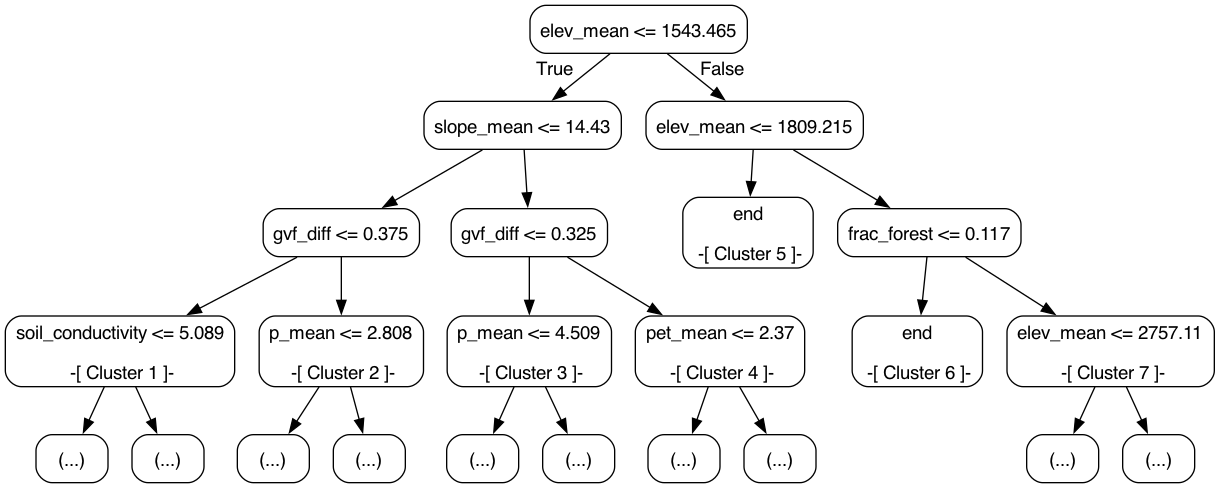 elev_mean <= 1543.465
True
False
slope_mean <= 14.43
elev_mean <= 1809.215
gvf_diff <= 0.375
gvf_diff <= 0.325
end
-[ Cluster 5 ]-
frac_forest <= 0.117
soil_conductivity <= 5.089
-[ Cluster 1 ]-
p_mean <= 2.808
-[ Cluster 2 ]-
p_mean <= 4.509
-[ Cluster 3 ]-
pet_mean <= 2.37
-[ Cluster 4 ]-
end
-[ Cluster 6 ]-
elev_mean <= 2757.11
-[ Cluster 7 ]-
(...)
(...)
(...)
(...)
(...)
(...)
(...)
(...)
(...)
(...)